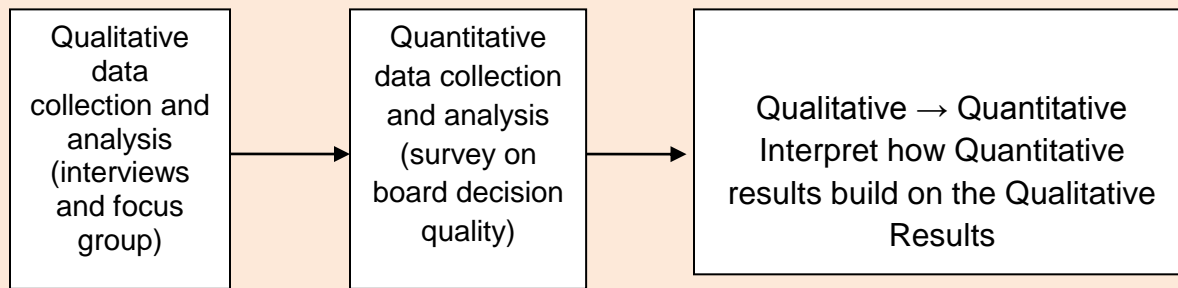 Qualitative
data
collection and
analysis
(interviews
and focus
group)
Quantitative
data collection
and analysis
(survey on
board decision
quality)
Qualitative → Quantitative
Interpret how Quantitative
results build on the Qualitative
Results